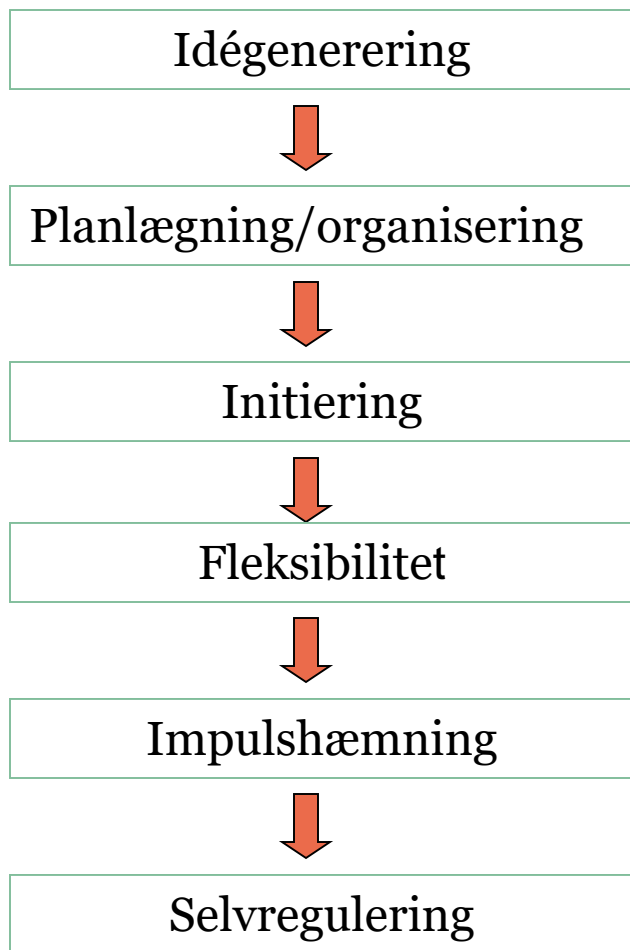 Idégenerering
Planlægning/organisering
Initiering
Fleksibilitet
Impulshæmning
Selvregulering